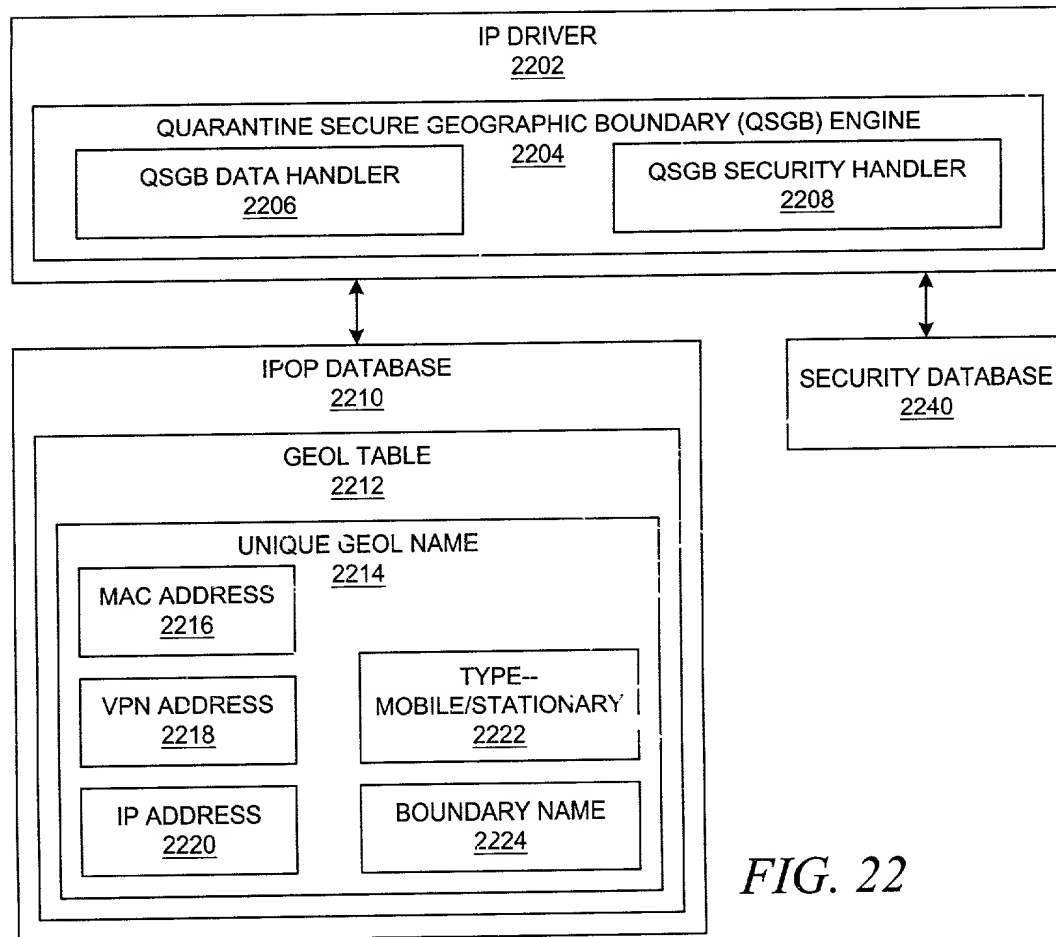 IP DRIVER
2202
QUARANTINE SECURE GEOGRAPHIC BOUNDARY (QSGB) ENGINE
2204
QSGB DATA HANDLER
2206
QSGB SECURITY HANDLER
2208
IPOP DATABASE
2210
SECURITY DATABASE
2240
GEOL TABLE
2212
UNIQUE GEOL NAME
2214
MAC ADDRESS
2216
VPN ADDRESS
2218
IP ADDRESS
2220
TYPE--
MOBILE/STATIONARY
2222
BOUNDARY NAME
2224
FIG. 22